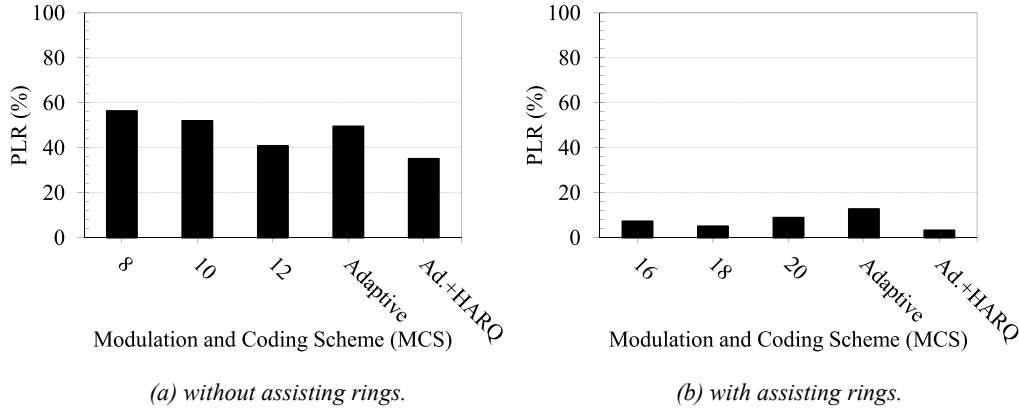 100
80
60
40
20
0
PLR (%)
8
10
12
Adaptive
Ad.+HARQ
Modulation and Coding Scheme (MCS)
(a) without assisting rings.
100
80
60
40
20
0
PLR (%)
16
18
20
Adaptive
Ad.+HARQ
Modulation and Coding Scheme (MCS)
(b) with assisting rings.